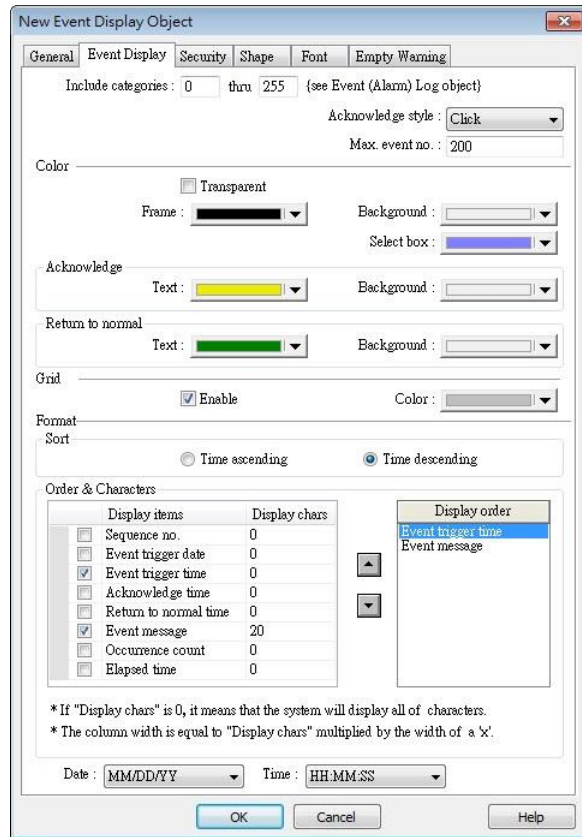 New Event Display Object
General Event Display Security Shape Font Empty Warning
Include categories : 0 thru 255 {see Event (Alarm) Log object}
Acknowledge style : Click
Max. event no. : 200
Color
Transparent
Frame : Background :
Select box :
Acknowledge
Text : Background :
Return to normal
Text : Background :
Grid
Enable Color :
Format
Sort
Time ascending Time descending
Order & Characters
Display items Display chars
Sequence no. 0
Event trigger date 0
Event trigger time 0
Acknowledge time 0
Return to normal time 0
Event message 20
Occurrence count 0
Elapsed time 0
Display order
Event trigger time
Event message
* If "Display chars" is 0, it means that the system will display all of characters.
* The column width is equal to "Display chars" multiplied by the width of a 'x'.
Date : MM/DD/YY Time : HH:MM:SS
OK Cancel Help